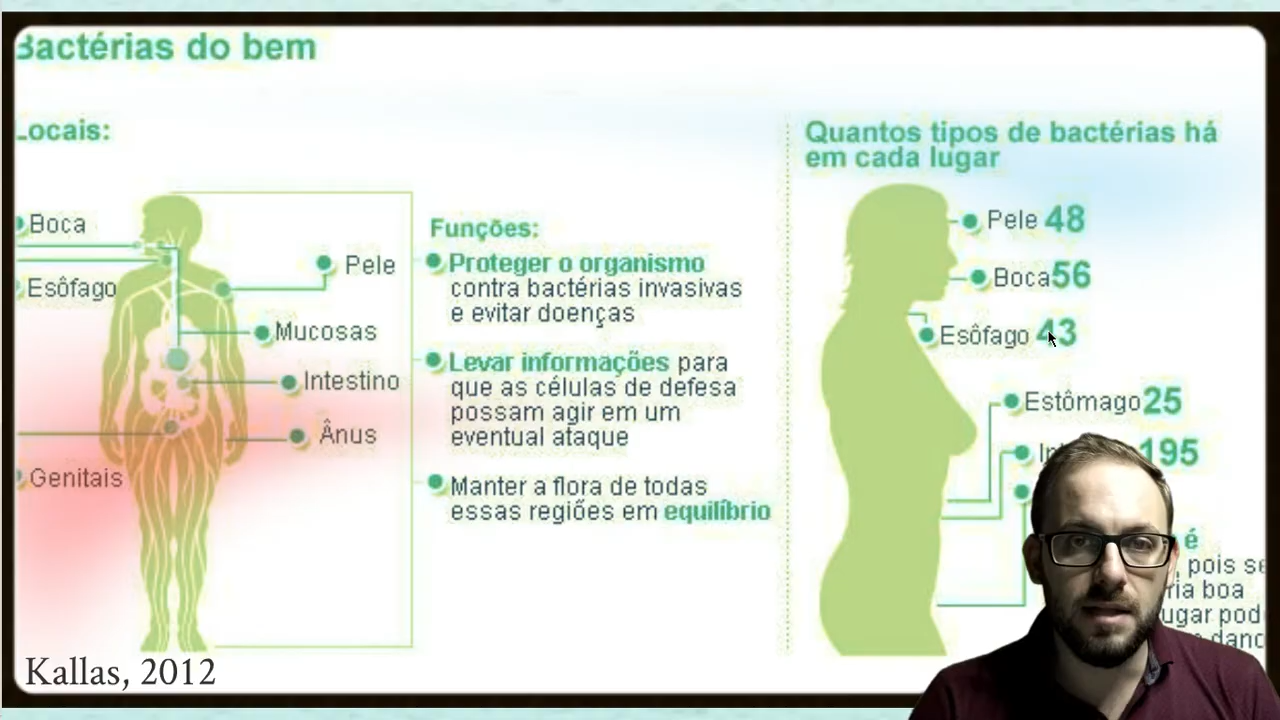 Bactérias do bem
Locais:
Boca
Esôfago
Genitais
Pele
Mucosas
Intestino
Ânus
Funções:
Proteger o organismo
contra bactérias invasivas
e evitar doenças
Levar informações para
que as células de defesa
possam agir em um
eventual ataque
Manter a flora de todas
essas regiões em equilíbrio
Quantos tipos de bactérias há
em cada lugar
Pele 48
Boca 56
Esôfago 43
Estômago 25
195
é
, pois se
boa
Kallas, 2012